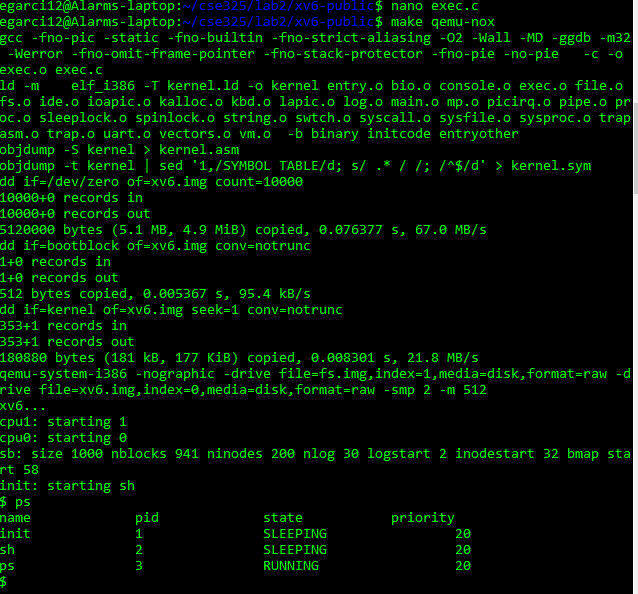 egarci12@Alarms-laptop:~/cse325/lab2/xv6-public$ nano exec.c
egarci12@Alarms-laptop:~/cse325/lab2/xv6-public$ make qemu-nox
gcc -fno-pic -static -fno-builtin -fno-strict-aliasing -O2 -Wall -MD -ggdb -m32
 -Werror -fno-omit-frame-pointer -fno-stack-protector -fno-pie -no-pie   -c -o
exec.o exec.c
ld -m    elf_i386 -T kernel.ld -o kernel entry.o bio.o console.o exec.o file.o
fs.o ide.o ioapic.o kalloc.o kbd.o lapic.o log.o main.o mp.o picirq.o pipe.o pr
oc.o sleeplock.o spinlock.o string.o swtch.o syscall.o sysfile.o sysproc.o trap
asm.o trap.o uart.o vectors.o vm.o  -b binary initcode entryother
objdump -S kernel > kernel.asm
objdump -t kernel | sed '1,/SYMBOL TABLE/d; s/ .* / /; /^$/d' > kernel.sym
dd if=/dev/zero of=xv6.img count=10000
10000+0 records in
10000+0 records out
5120000 bytes (5.1 MB, 4.9 MiB) copied, 0.076377 s, 67.0 MB/s
dd if=bootblock of=xv6.img conv=notrunc
1+0 records in
1+0 records out
512 bytes copied, 0.005367 s, 95.4 kB/s
dd if=kernel of=xv6.img seek=1 conv=notrunc
353+1 records in
353+1 records out
180880 bytes (181 kB, 177 KiB) copied, 0.008301 s, 21.8 MB/s
qemu-system-i386 -nographic -drive file=fs.img,index=1,media=disk,format=raw -d
rive file=xv6.img,index=0,media=disk,format=raw -smp 2 -m 512
xv6...
cpu1: starting 1
cpu0: starting 0
sb: size 1000 nblocks 941 ninodes 200 nlog 30 logstart 2 inodestart 32 bmap sta
rt 58
init: starting sh
$ ps
name             pid             state           priority
init             1               SLEEPING                20
sh               2               SLEEPING                20
ps               3               RUNNING                 20
$